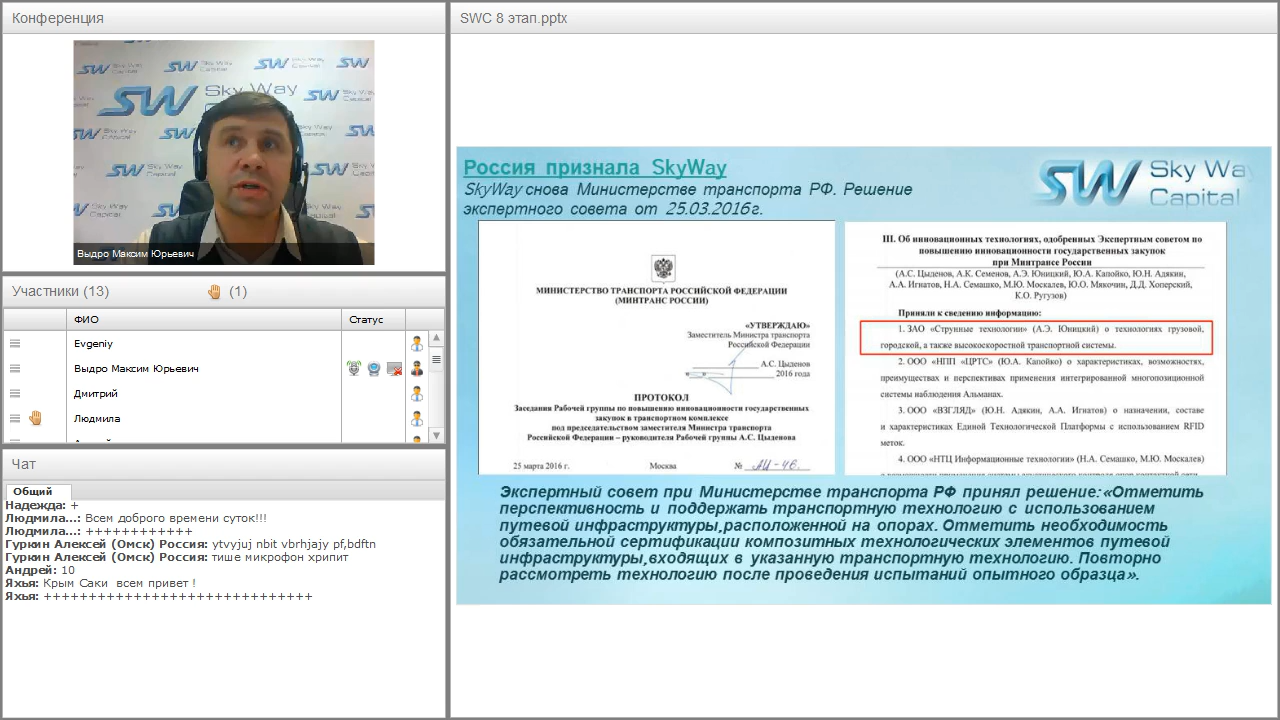 Конференция
SW
Sky Way
Capital
Выдро Максим Юрьевич
Участники (13)
(1)
ФИО
Статус
Evgeniy
Выдро Максим Юрьевич
Дмитрий
Людмила
Чат
Общий
Надежда: +
Людмила...: Всем доброго времени суток!!!
Людмила...: ++++++++++++
Гуркин Алексей (Омск) Россия: ytvyjuj nbit vbrhjajy pf,bdftn
Гуркин Алексей (Омск) Россия: тише микрофон хрипит
Андрей: 10
Яхья: Крым Саки всем привет !
Яхья: ++++++++++++++++++++++++++++++
SWC 8 этап.pptx
Россия признала SkyWay
SkyWay снова Министерстве транспорта РФ. Решение
экспертного совета от 25.03.2016г.
SW Sky Way
Capital
МИНИСТЕРСТВО ТРАНСПОРТА РОССИЙСКОЙ ФЕДЕРАЦИИ
(МИНТРАНС РОССИИ)
«УТВЕРЖДАЮ»
Заместитель Министра транспорта
Российской Федерации
А.С. Цыденов
2016 года
ПРОТОКОЛ
Заседания Рабочей группы по повышению инновационности государственных
закупок в транспортном комплексе
под председательством заместителя Министра транспорта
Российской Федерации – руководителя Рабочей группы А.С. Цыденова
25 марта 2016 г. Москва № АЦ-46
III. Об инновационных технологиях, одобренных Экспертным советом по
повышению инновационности государственных закупок
при Минтрансе России
(А.С. Цыденов, А.К. Семенов, А.Э. Юницкий, Ю.А. Капойко, Ю.Н. Адякин,
А.А. Игнатов, Н.А. Семашко, М.Ю. Москалев, Ю.О. Мякочин, Д.Д. Хоперский,
К.О. Ругузов)
Приняли к сведению информацию:
1. ЗАО «Струнные технологии» (А.Э. Юницкий) о технологиях грузовой,
городской, а также высокоскоростной транспортной системы.
2. ООО «НПП «ЦРТС» (Ю.А. Капойко) о характеристиках, возможностях,
преимуществах и перспективах применения интегрированной многопозиционной
системы наблюдения Альманах.
3. ООО «ВЗГЛЯД» (Ю.Н. Адякин, А.А. Игнатов) о назначении, составе
и характеристиках Единой Технологической Платформы с использованием RFID
меток.
4. ООО «НТЦ Информационные технологии» (Н.А. Семашко, М.Ю. Москалев)
Экспертный совет при Министерстве транспорта РФ принял решение:«Отметить
перспективность и поддержать транспортную технологию с использованием
путевой инфраструктуры,расположенной на опорах. Отметить необходимость
обязательной сертификации композитных технологических элементов путевой
инфраструктуры,входящих в указанную транспортную технологию. Повторно
рассмотреть технологию после проведения испытаний опытного образца».